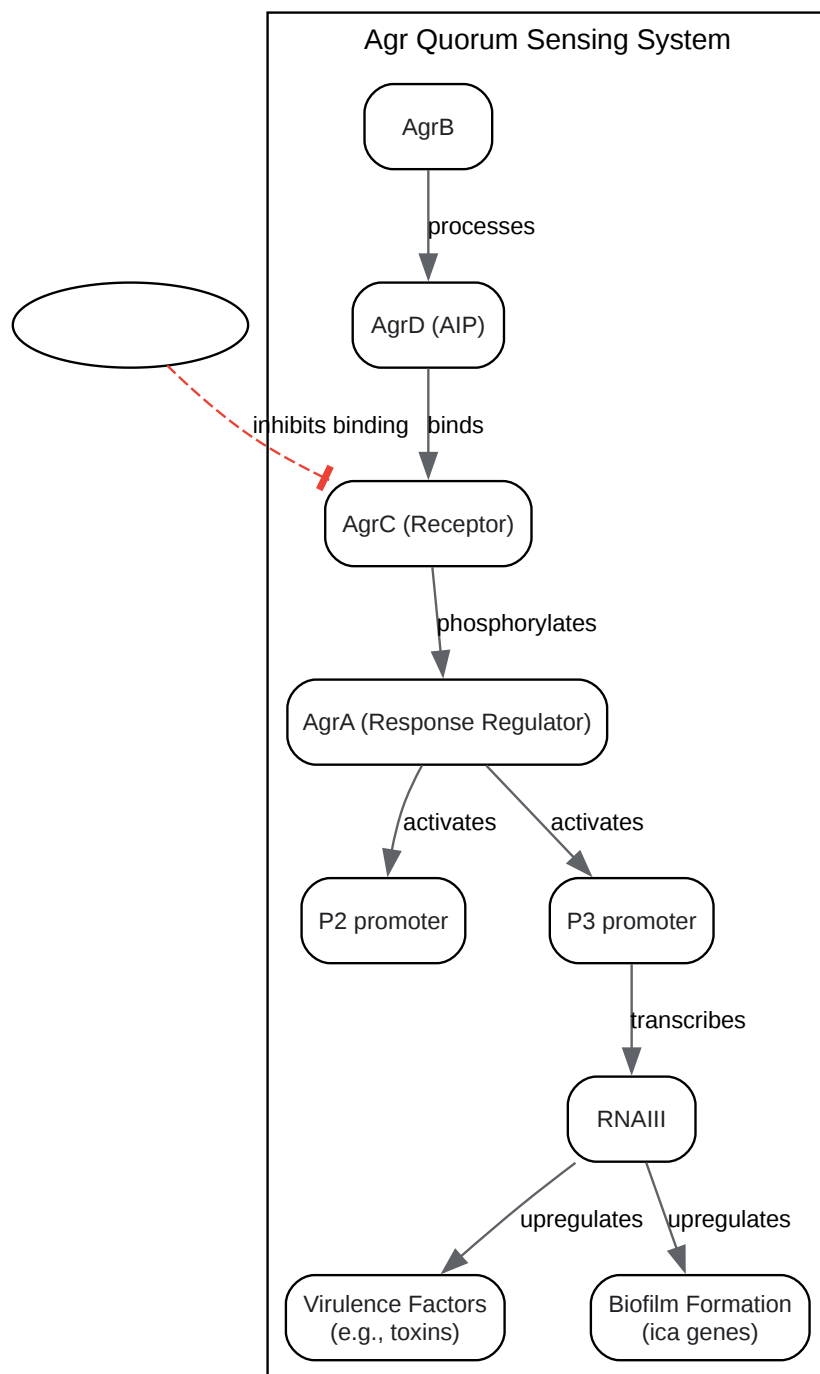 Agr Quorum Sensing System
AgrB
processes
AgrD (AIP)
inhibits binding
binds
AgrC (Receptor)
phosphorylates
AgrA (Response Regulator)
activates
activates
P2 promoter
P3 promoter
transcribes
RNAIII
upregulates
upregulates
Virulence Factors
(e.g., toxins)
Biofilm Formation
(ica genes)